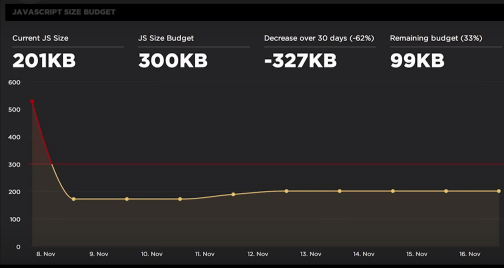 JAVASCRIPT SIZE BUDGET
Current JS Size
JS Size Budget
Decrease over 30 days (-62%)
Remaining budget (33%)
201KB
300KB
-327KB
99KB
600
500
400
300
200
100
0
8. Nov
9. Nov
10. Nov
11. Nov
12. Nov
13. Nov
14. Nov
15. Nov
16. Nov